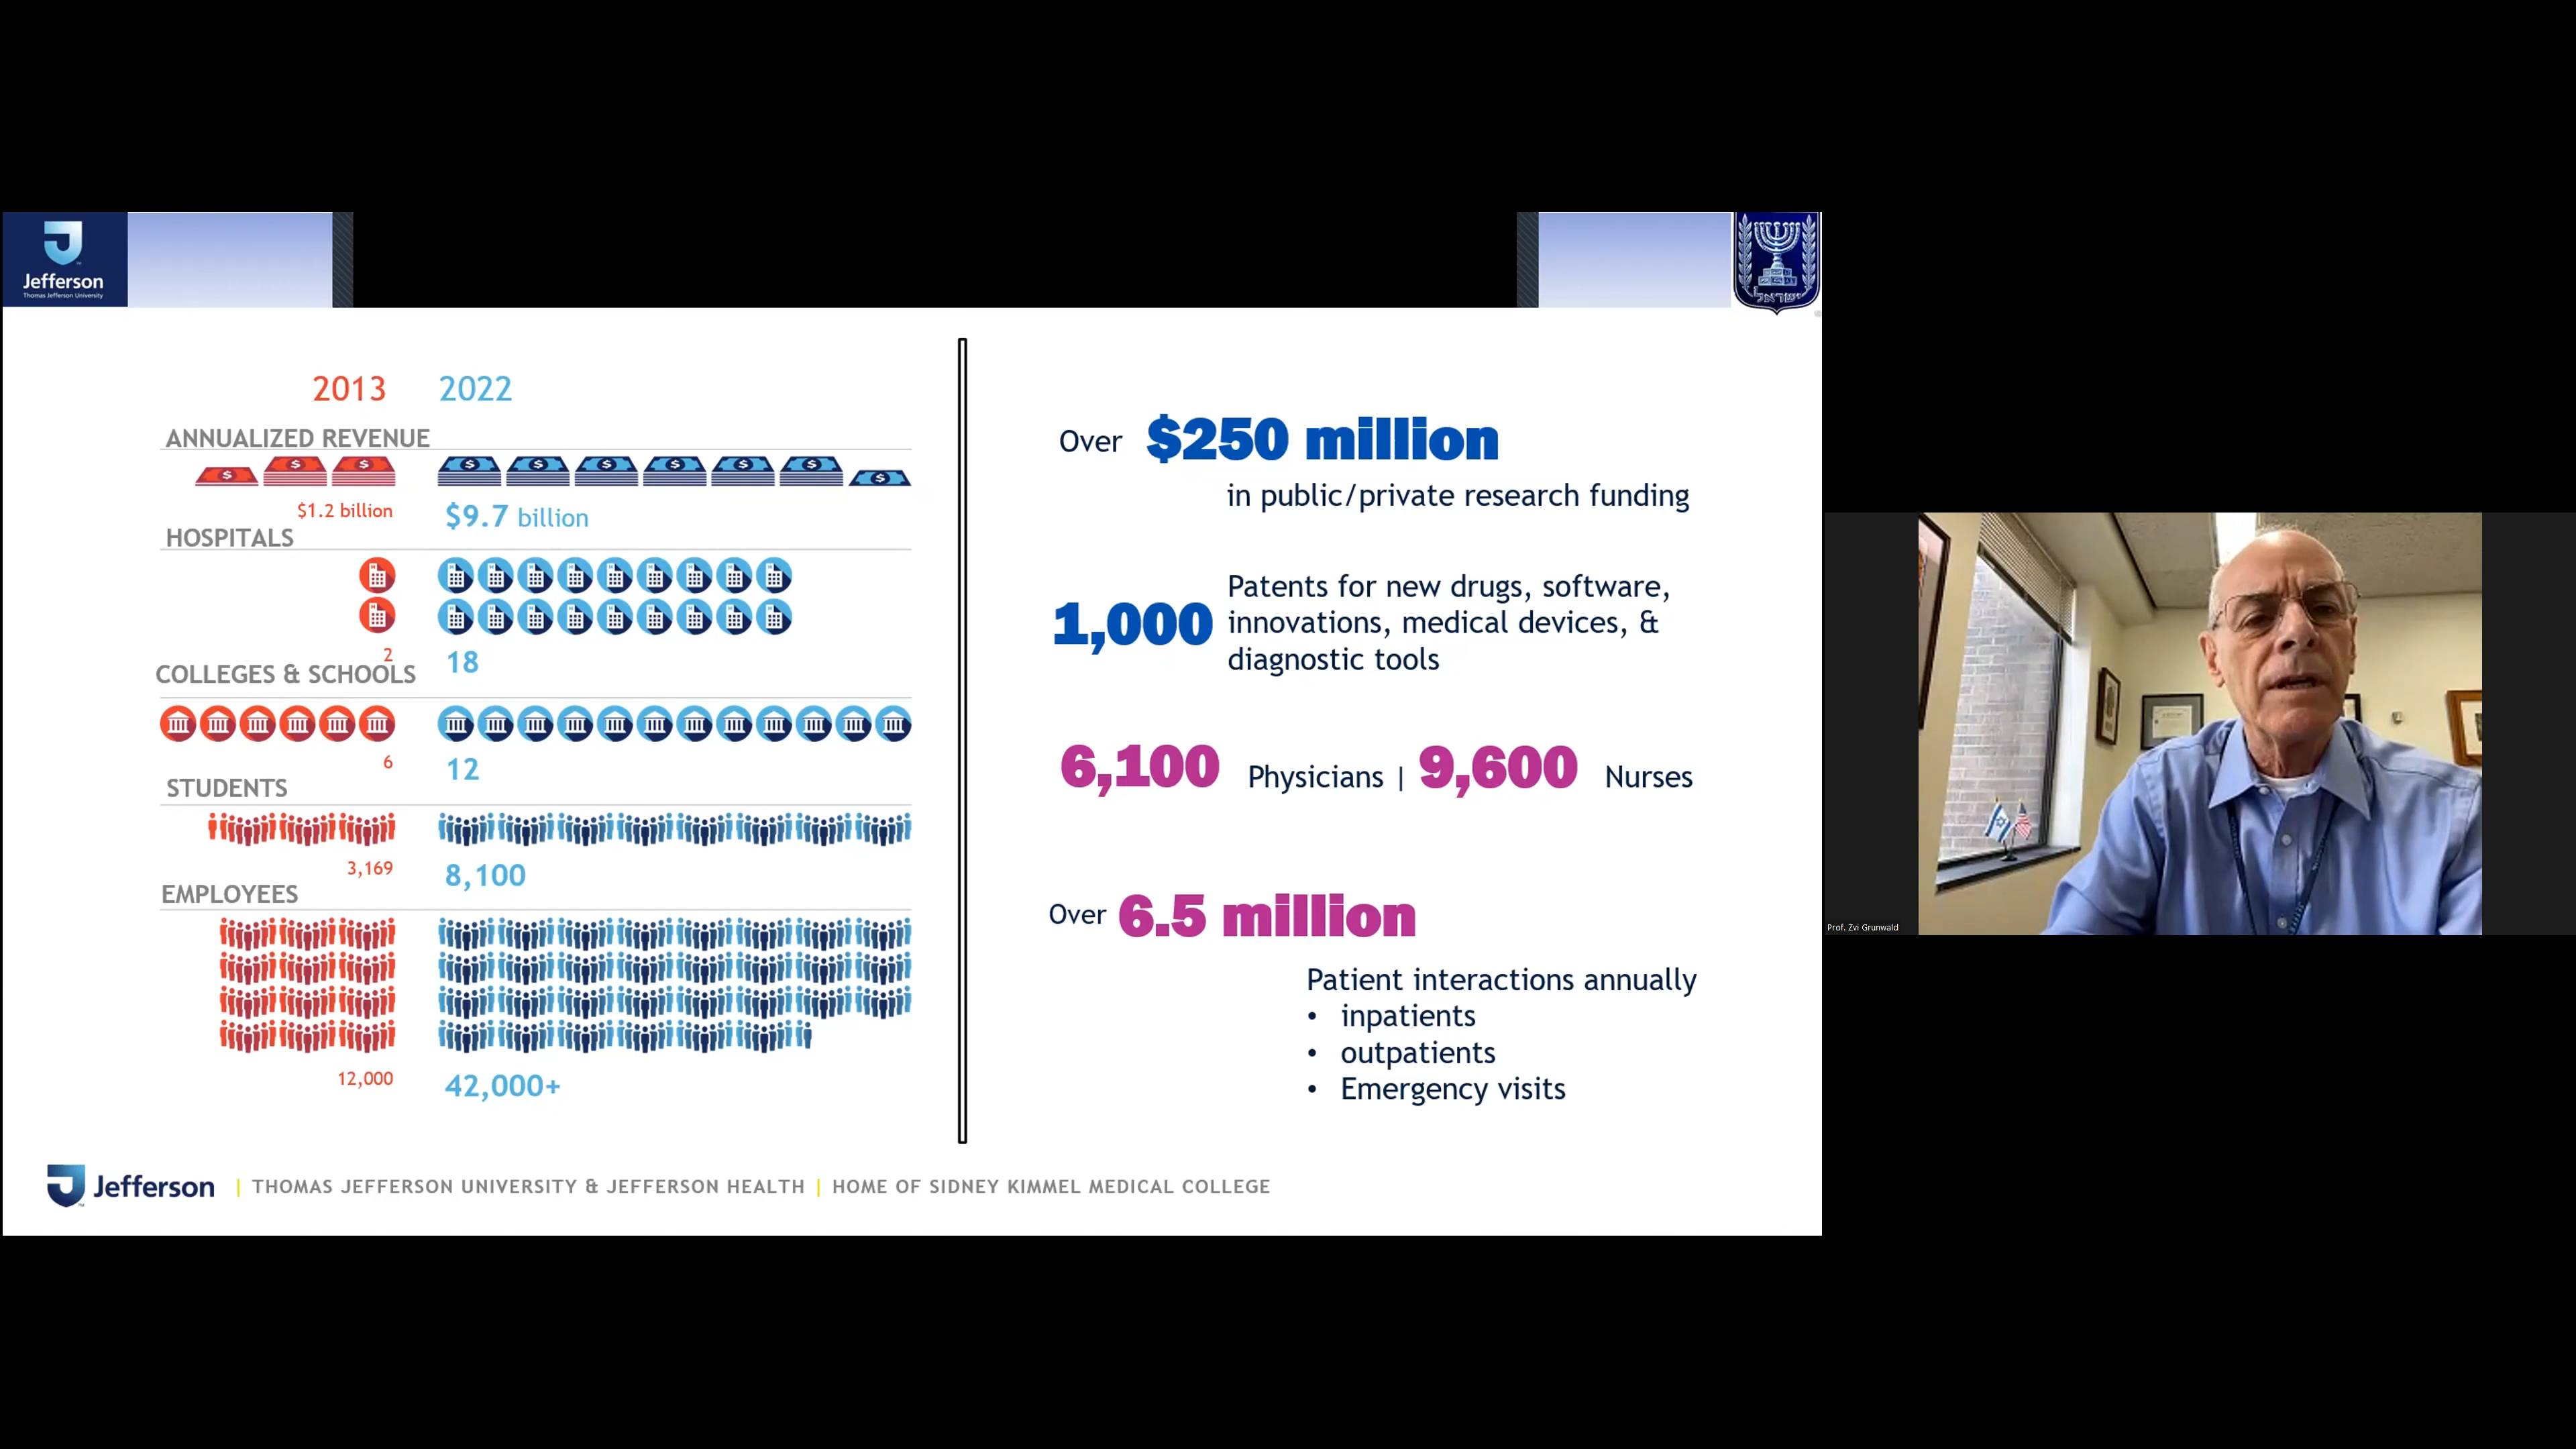 Jefferson
Thomas Jefferson University
ישראל
2013 2022
ANNUALIZED REVENUE
$1.2 billion $9.7 billion
HOSPITALS
2 18
COLLEGES & SCHOOLS
6 12
STUDENTS
3,169 8,100
EMPLOYEES
12,000 42,000+
Over $250 million
in public/private research funding
1,000 Patents for new drugs, software,
innovations, medical devices, &
diagnostic tools
6,100 Physicians | 9,600 Nurses
Over 6.5 million
Patient interactions annually
• inpatients
• outpatients
• Emergency visits
Jefferson | THOMAS JEFFERSON UNIVERSITY & JEFFERSON HEALTH | HOME OF SIDNEY KIMMEL MEDICAL COLLEGE
Prof. Zvi Grunwald